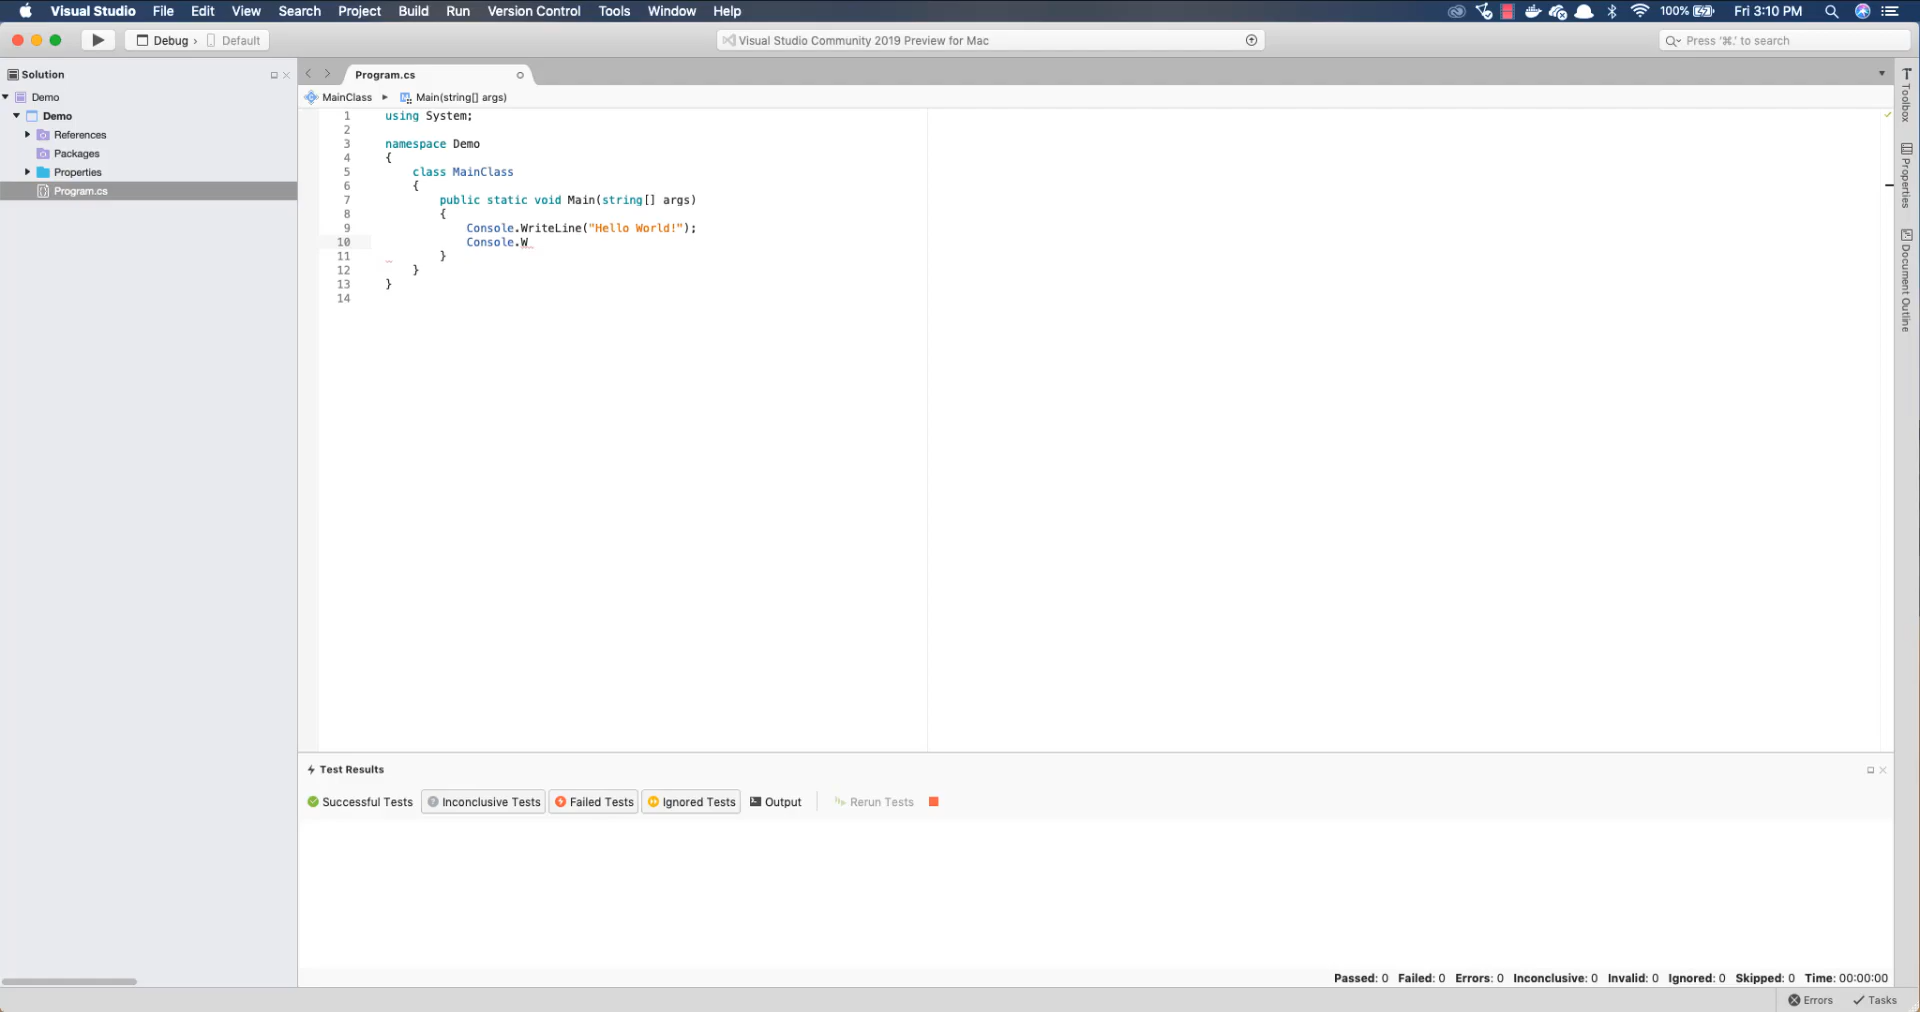 Visual Studio File Edit View Search Project Build Run Version Control Tools Window Help 100% Fri 3:10 PM
Debug › Default Visual Studio Community 2019 Preview for Mac Press '⌘.' to search
Solution Program.cs
Demo MainClass Main(string[] args)
Demo
References
Packages
Properties
Program.cs
1 using System;
2
3 namespace Demo
4 {
5 class MainClass
6 {
7 public static void Main(string[] args)
8 {
9 Console.WriteLine("Hello World!");
10 Console.W
11 }
12 }
13 }
14
Toolbox
Properties
Document Outline
Test Results
Successful Tests Inconclusive Tests Failed Tests Ignored Tests Output Rerun Tests
Passed: 0 Failed: 0 Errors: 0 Inconclusive: 0 Invalid: 0 Ignored: 0 Skipped: 0 Time: 00:00:00
Errors Tasks